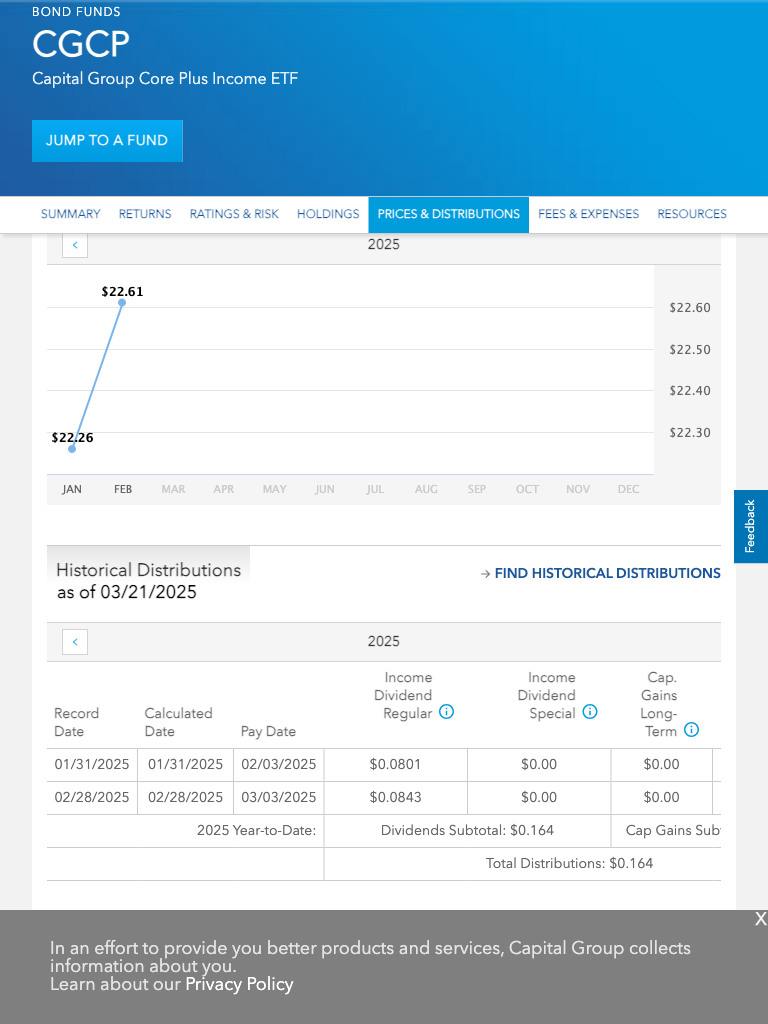 BOND FUNDS
CGCP
Capital Group Core Plus Income ETF
JUMP TO A FUND
SUMMARY RETURNS RATINGS & RISK HOLDINGS PRICES & DISTRIBUTIONS FEES & EXPENSES RESOURCES
< 2025
$22.61
$22.60
$22.50
$22.40
$22.26 $22.30
JAN FEB MAR APR MAY JUN JUL AUG SEP OCT NOV DEC
Feedback
Historical Distributions
as of 03/21/2025
→ FIND HISTORICAL DISTRIBUTIONS
< 2025
Record Date
Calculated Date
Pay Date
Income Dividend Regular
Income Dividend Special
Cap. Gains Long-Term
01/31/2025 01/31/2025 02/03/2025 $0.0801 $0.00 $0.00
02/28/2025 02/28/2025 03/03/2025 $0.0843 $0.00 $0.00
2025 Year-to-Date: Dividends Subtotal: $0.164 Cap Gains Sub
Total Distributions: $0.164
X
In an effort to provide you better products and services, Capital Group collects
information about you.
Learn about our Privacy Policy